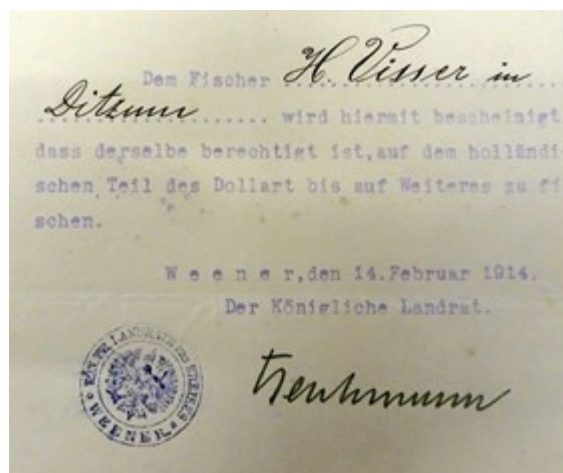 Dem Fischer H. Visser in
Ditzum wird hiermit bescheinigt
dass derselbe berechtigt ist, auf dem holländi
schen Teil des Dollart bis auf Weiteres zu fi
schen.
Weener, den 14. Februar 1914.
Der Königliche Landrat.
WEENER